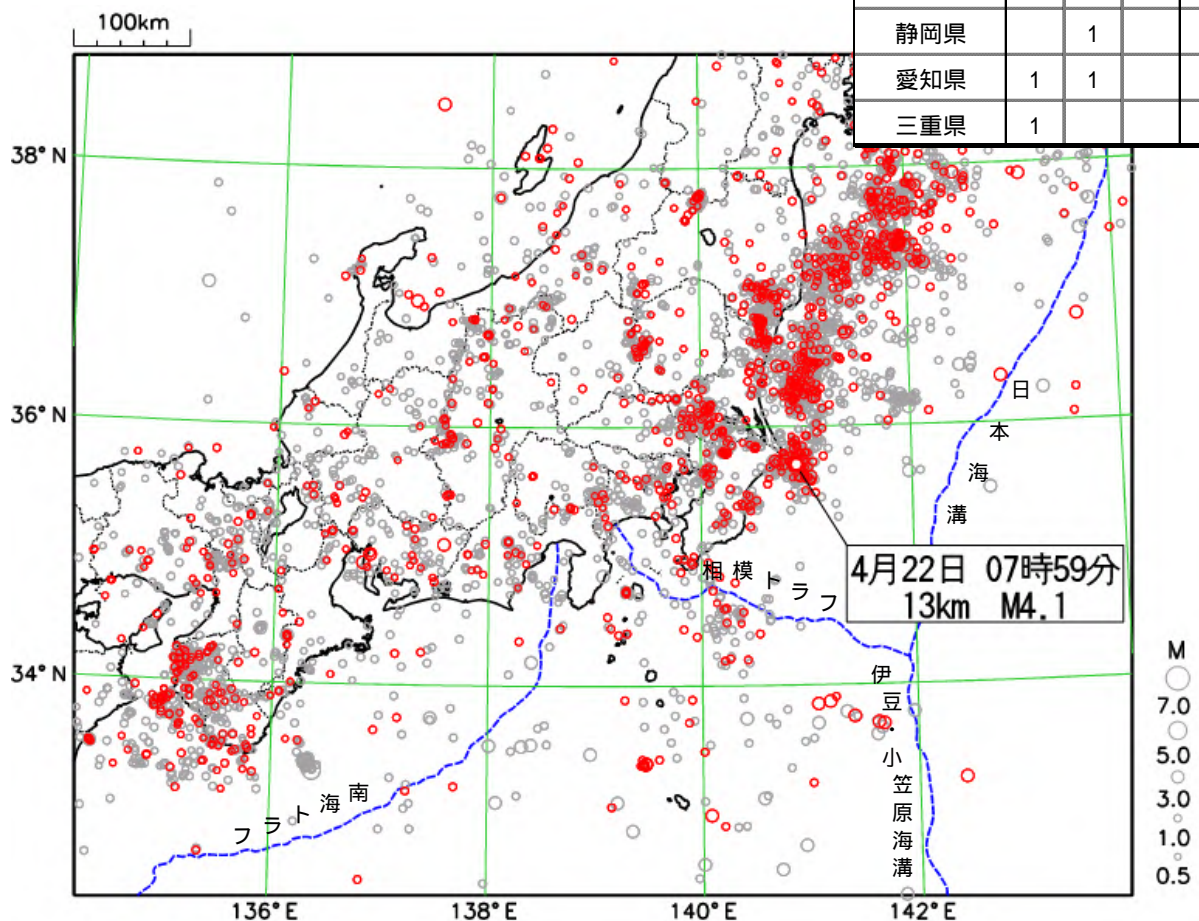 100km
静岡県 1
愛知県 1 1
三重県 1
38°N
36°N
34°N
日本海溝
相模トラフ
4月22日 07時59分
13km M4.1
伊豆・小笠原海溝
南海トラフ
M
7.0
5.0
3.0
1.0
0.5
136°E
138°E
140°E
142°E